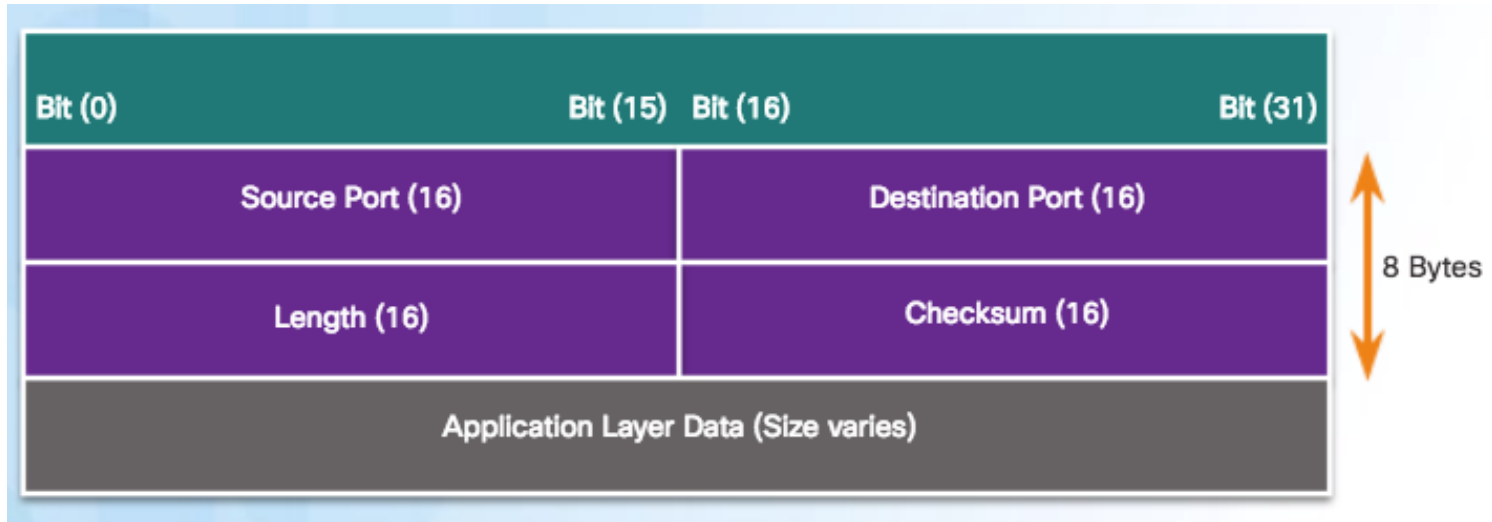 Bit (0) Bit (15) Bit (16) Bit (31)
Source Port (16) Destination Port (16)
8 Bytes
Length (16) Checksum (16)
Application Layer Data (Size varies)